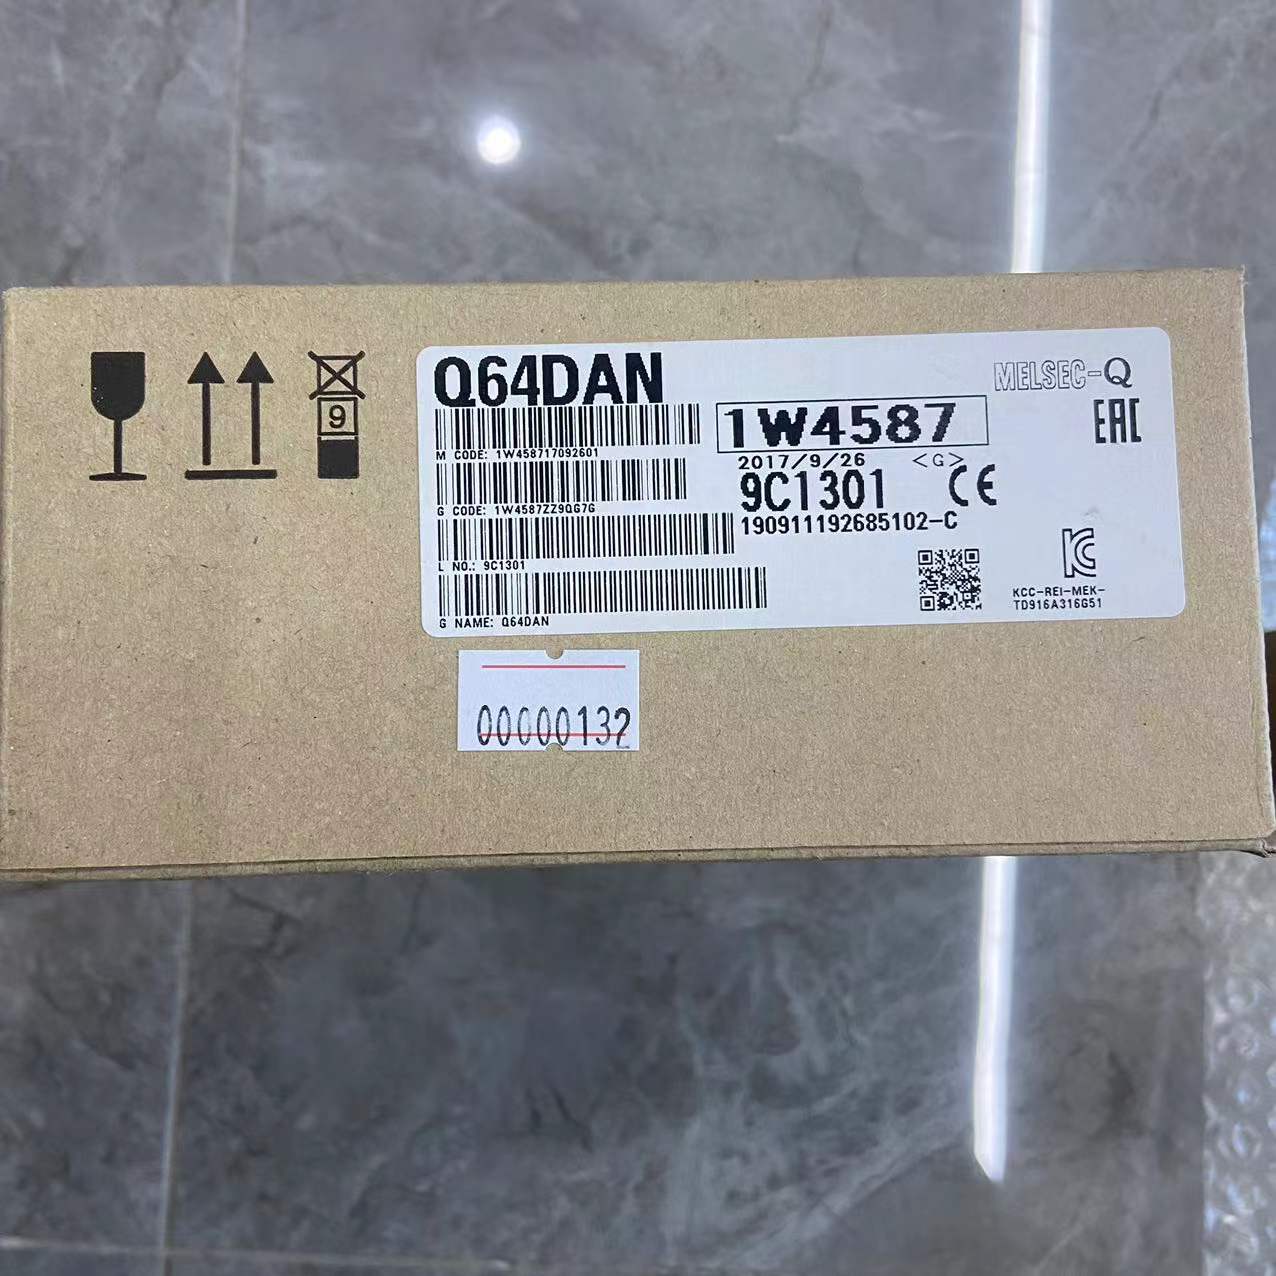 Q64DAN
MELSEC-Q
1W4587
EAC
M CODE: 1W458717092601
2017/9/26 <G>
9C1301 CE
G CODE: 1W4587ZZ9QG7G
190911192685102-C
L NO.: 9C1301
KC
KCC-REI-MEK-
TD916A316G51
G NAME: Q64DAN
9
00000132